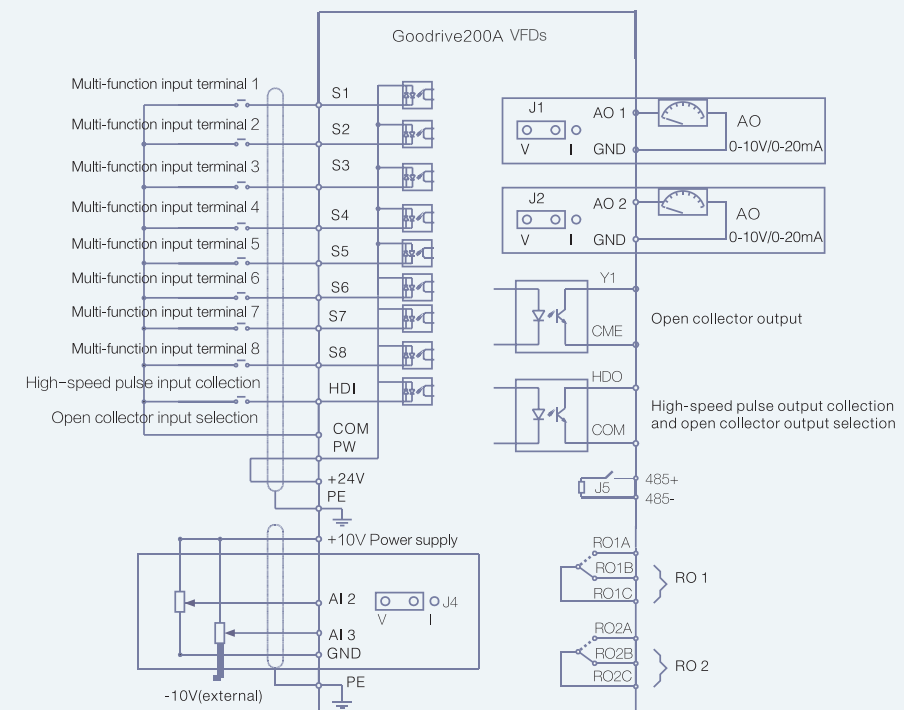 Goodrive200A VFDs
Multi-function input terminal 1
S1
Multi-function input terminal 2
S2
Multi-function input terminal 3
S3
Multi-function input terminal 4
S4
Multi-function input terminal 5
S5
Multi-function input terminal 6
S6
Multi-function input terminal 7
S7
Multi-function input terminal 8
S8
High-speed pulse input collection
HDI
Open collector input selection
COM
PW
+24V
PE
+10V Power supply
AI 2
J4
V I
AI 3
GND
-10V(external)
PE
J1
V I
AO 1
GND
AO
0-10V/0-20mA
J2
V I
AO 2
GND
AO
0-10V/0-20mA
Y1
CME
Open collector output
HDO
COM
High-speed pulse output collection
and open collector output selection
J5
485+
485-
RO1A
RO1B
RO1C
RO 1
RO2A
RO2B
RO2C
RO 2